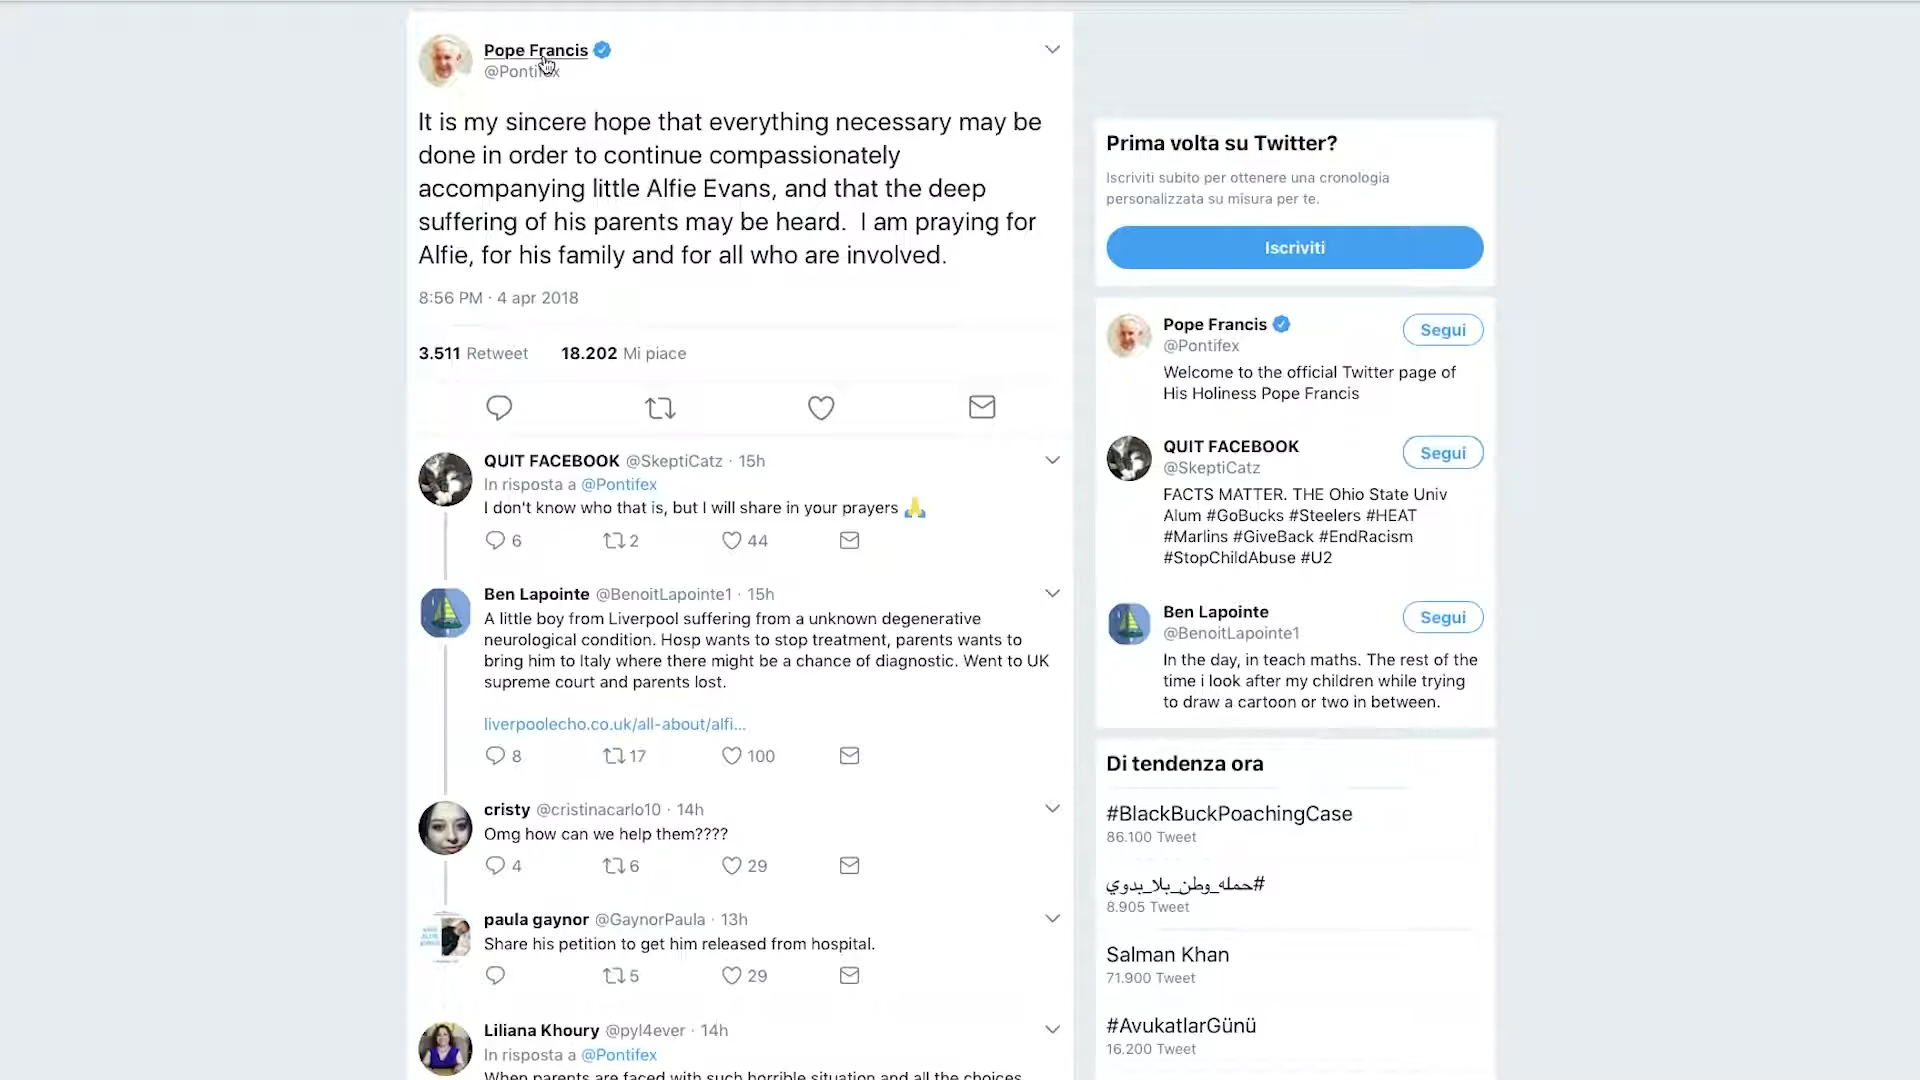 Pope Francis
@Pontifex
It is my sincere hope that everything necessary may be
done in order to continue compassionately
accompanying little Alfie Evans, and that the deep
suffering of his parents may be heard. I am praying for
Alfie, for his family and for all who are involved.
8:56 PM · 4 apr 2018
3.511 Retweet 18.202 Mi piace
QUIT FACEBOOK @SkeptiCatz · 15h
In risposta a @Pontifex
I don't know who that is, but I will share in your prayers 🙏
6 2 44
Ben Lapointe @BenoitLapointe1 · 15h
A little boy from Liverpool suffering from a unknown degenerative
neurological condition. Hosp wants to stop treatment, parents wants to
bring him to Italy where there might be a chance of diagnostic. Went to UK
supreme court and parents lost.
liverpoolecho.co.uk/all-about/alfi...
8 17 100
cristy @cristinacarlo10 · 14h
Omg how can we help them????
4 6 29
paula gaynor @GaynorPaula · 13h
Share his petition to get him released from hospital.
5 29
Liliana Khoury @pyl4ever · 14h
In risposta a @Pontifex
When parents are faced with such horrible situation and all the choices
Prima volta su Twitter?
Iscriviti subito per ottenere una cronologia
personalizzata su misura per te.
Iscriviti
Pope Francis Segui
@Pontifex
Welcome to the official Twitter page of
His Holiness Pope Francis
QUIT FACEBOOK Segui
@SkeptiCatz
FACTS MATTER. THE Ohio State Univ
Alum #GoBucks #Steelers #HEAT
#Marlins #GiveBack #EndRacism
#StopChildAbuse #U2
Ben Lapointe Segui
@BenoitLapointe1
In the day, in teach maths. The rest of the
time i look after my children while trying
to draw a cartoon or two in between.
Di tendenza ora
#BlackBuckPoachingCase
86.100 Tweet
#حمله_وطن_بلا_بدوي
8.905 Tweet
Salman Khan
71.900 Tweet
#AvukatlarGünü
16.200 Tweet